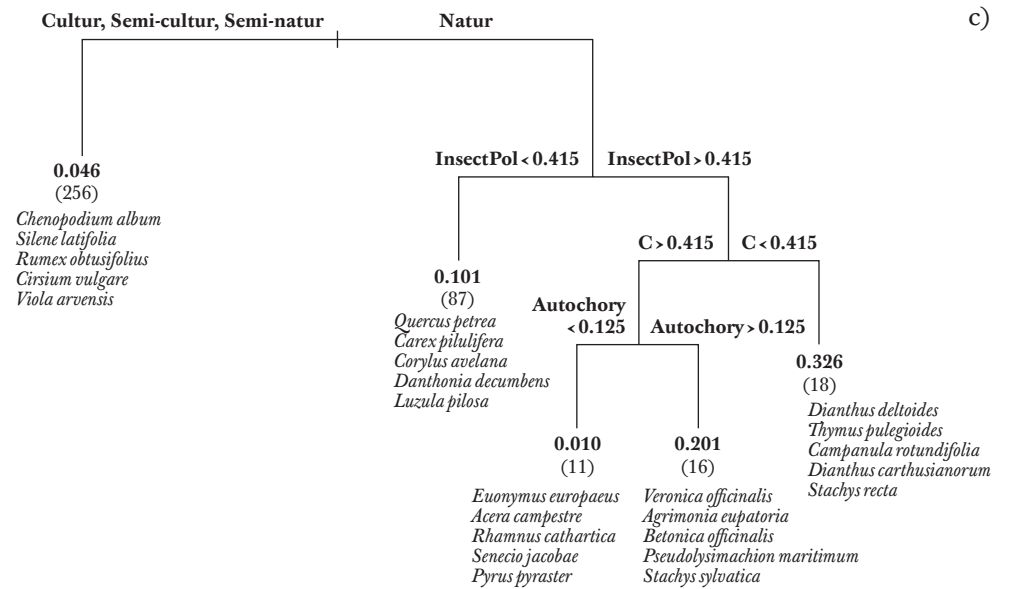 c)
Cultur, Semi-cultur, Semi-natur
Natur
0.046
(256)
Chenopodium album
Silene latifolia
Rumex obtusifolius
Cirsium vulgare
Viola arvensis
InsectPol < 0.415
InsectPol > 0.415
0.101
(87)
Quercus petrea
Carex pilulifera
Corylus avelana
Danthonia decumbens
Luzula pilosa
C > 0.415
C < 0.415
Autochory
< 0.125
Autochory > 0.125
0.010
(11)
Euonymus europaeus
Acera campestre
Rhamnus cathartica
Senecio jacobae
Pyrus pyraster
0.201
(16)
Veronica officinalis
Agrimonia eupatoria
Betonica officinalis
Pseudolysimachion maritimum
Stachys sylvatica
0.326
(18)
Dianthus deltoides
Thymus pulegioides
Campanula rotundifolia
Dianthus carthusianorum
Stachys recta